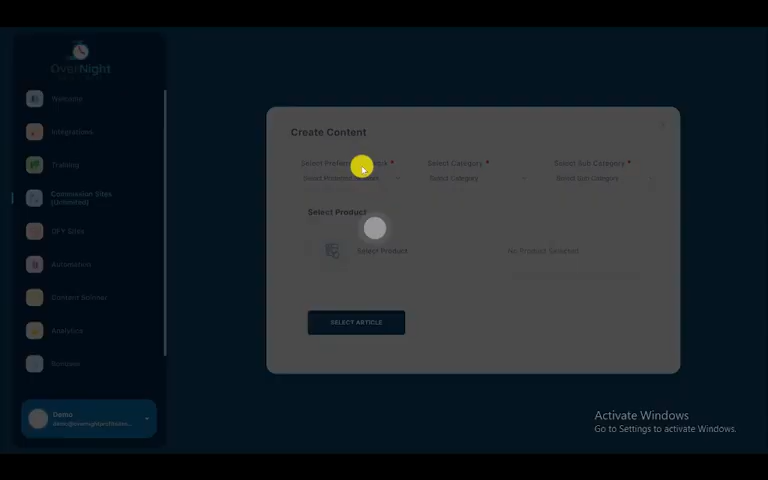 OverNight
Welcome
Integrations
Training
Commission Sites
(Unlimited)
DFY Sites
Automation
Content Spinner
Analytics
Bonuses
Demo
Create Content
Select Category *
Select Sub Category *
Select Category
Select Sub Category
Select Product
Select Product
No Product Selected
SELECT ARTICLE
Activate Windows
Go to Settings to activate Windows.